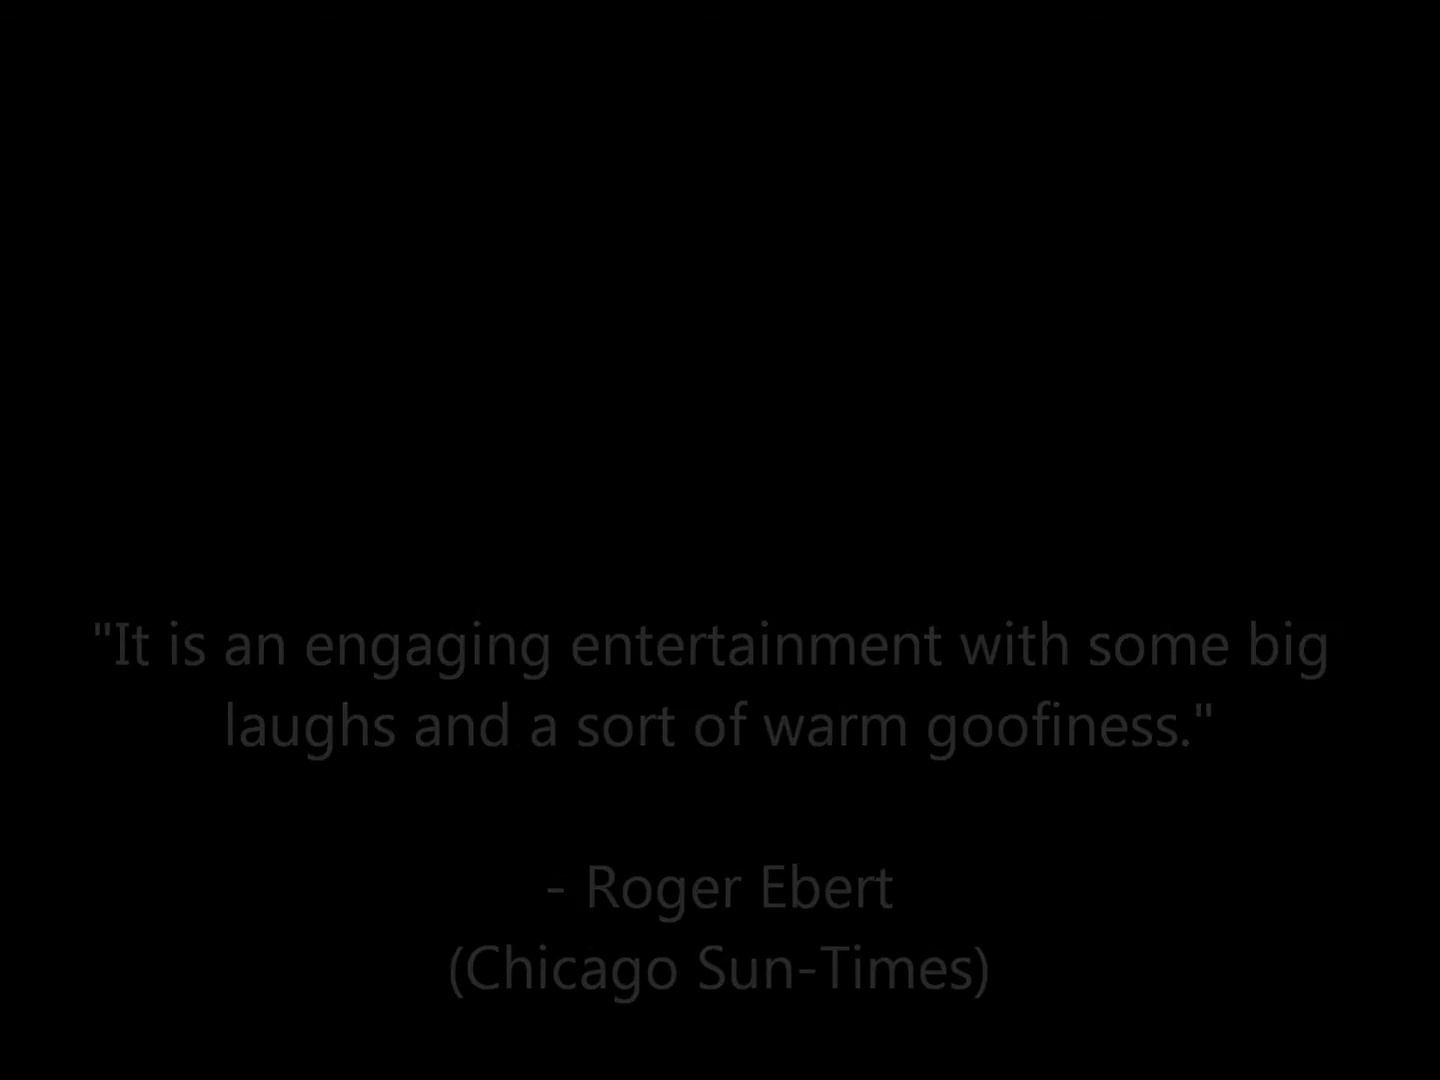 "It is an engaging entertainment with some big
laughs and a sort of warm goofiness."
- Roger Ebert
(Chicago Sun-Times)